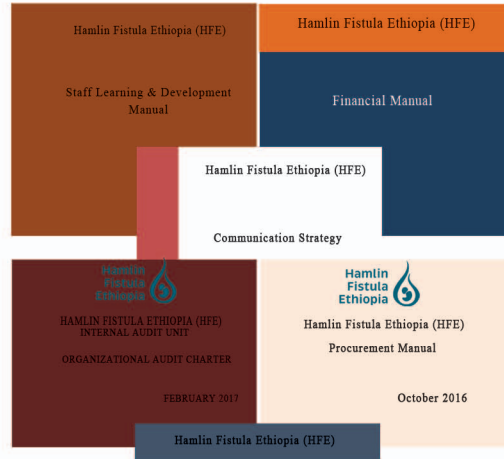 Hamlin Fistula Ethiopia (HFE)
Staff Learning & Development
Manual
Hamlin Fistula Ethiopia (HFE)
Financial Manual
Hamlin Fistula Ethiopia (HFE)
Communication Strategy
Hamlin
Fistula
Ethiopia
HAMLIN FISTULA ETHIOPIA (HFE)
INTERNAL AUDIT UNIT
ORGANIZATIONAL AUDIT CHARTER
FEBRUARY 2017
Hamlin
Fistula
Ethiopia
Hamlin Fistula Ethiopia (HFE)
Procurement Manual
October 2016
Hamlin Fistula Ethiopia (HFE)